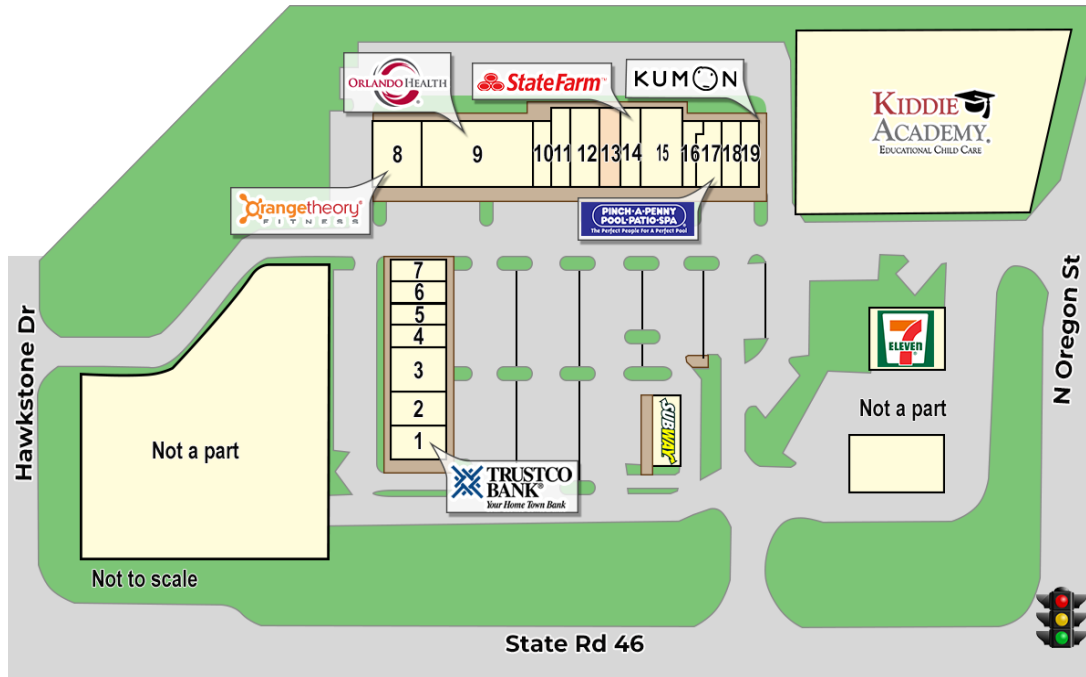 ORLANDO HEALTH®
StateFarm™
KUMON
KIDDIE
ACADEMY®
EDUCATIONAL CHILD CARE
8
9
10
11
12
13
14
15
16
17
18
19
orangetheory®
FITNESS
PINCH·A·PENNY
POOL·PATIO·SPA
The Perfect People For A Perfect Pool
7
6
5
4
3
2
1
7
ELEVEN
Not a part
SUBWAY
Not a part
TRUSTCO
BANK®
Your Home Town Bank
Not to scale
Hawkstone Dr
N Oregon St
State Rd 46